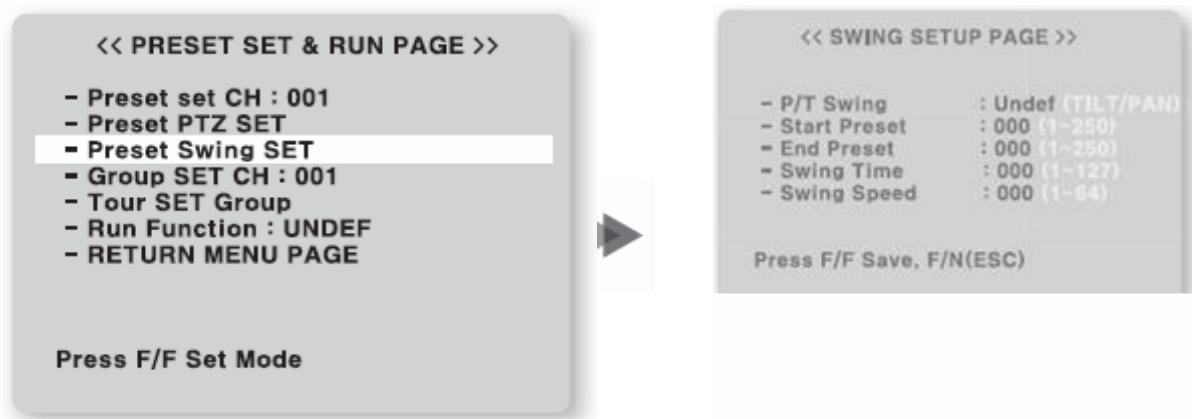 << PRESET SET & RUN PAGE >>
- Preset set CH : 001
- Preset PTZ SET
- Preset Swing SET
- Group SET CH : 001
- Tour SET Group
- Run Function : UNDEF
- RETURN MENU PAGE
Press F/F Set Mode
<< SWING SETUP PAGE >>
- P/T Swing : Undef (TILT/PAN)
- Start Preset : 000 (1~250)
- End Preset : 000 (1~250)
- Swing Time : 000 (1~127)
- Swing Speed : 000 (1~64)
Press F/F Save, F/N(ESC)